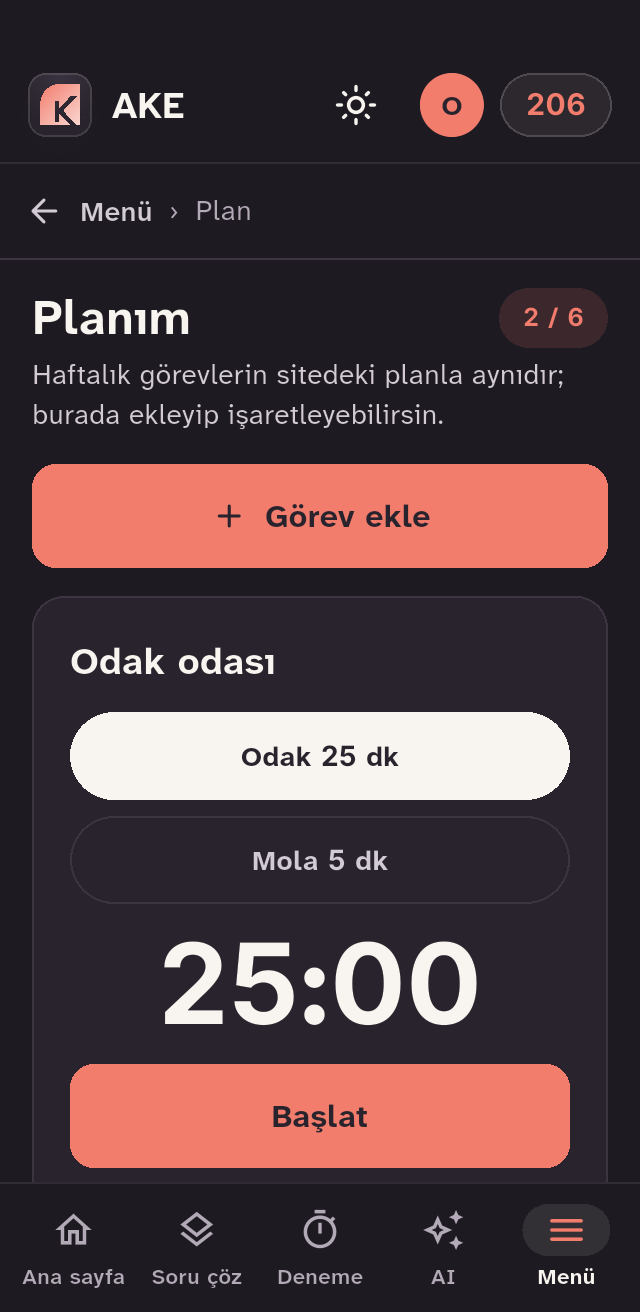 K AKE O 206
Menü › Plan
Planım 2 / 6
Haftalık görevlerin sitedeki planla aynıdır;
burada ekleyip işaretleyebilirsin.
+ Görev ekle
Odak odası
Odak 25 dk
Mola 5 dk
25:00
Başlat
Ana sayfa Soru çöz Deneme AI Menü